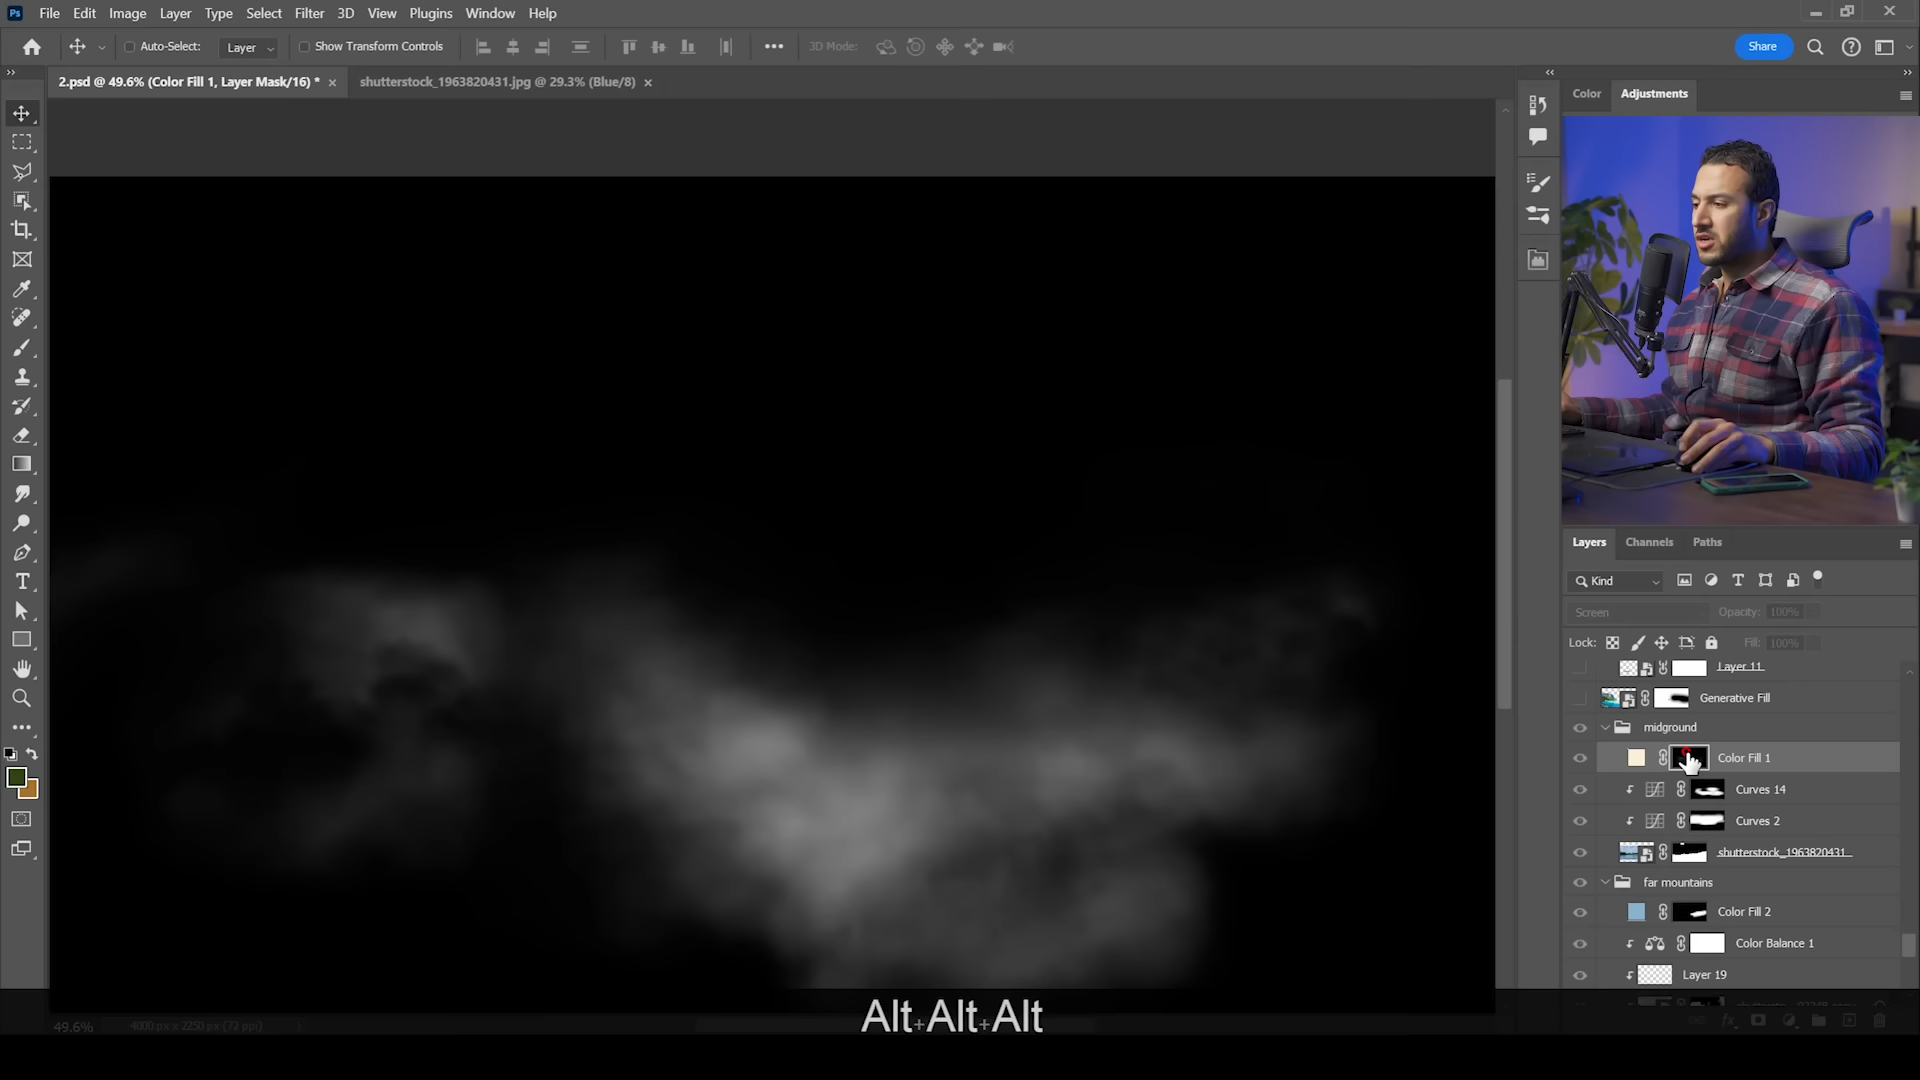 Ps File Edit Image Layer Type Select Filter 3D View Plugins Window Help
Auto-Select: Layer Show Transform Controls 3D Mode: Share
2.psd @ 49.6% (Color Fill 1, Layer Mask/16) * shutterstock_1963820431.jpg @ 29.3% (Blue/8)
Color Adjustments
Layers Channels Paths
Kind
Screen Opacity: 100%
Lock: Fill: 100%
Layer 11
Generative Fill
midground
Color Fill 1
Curves 14
Curves 2
shutterstock_1963820431
far mountains
Color Fill 2
Color Balance 1
Layer 19
Alt+Alt+Alt
49.6% 4000 px x 2250 px (72 ppi)